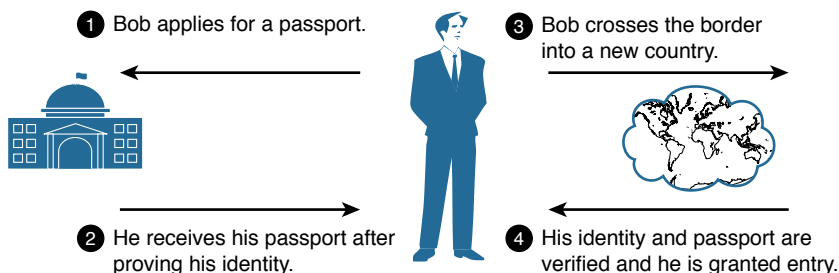 1 Bob applies for a passport.
3 Bob crosses the border
into a new country.
2 He receives his passport after
proving his identity.
4 His identity and passport are
verified and he is granted entry.